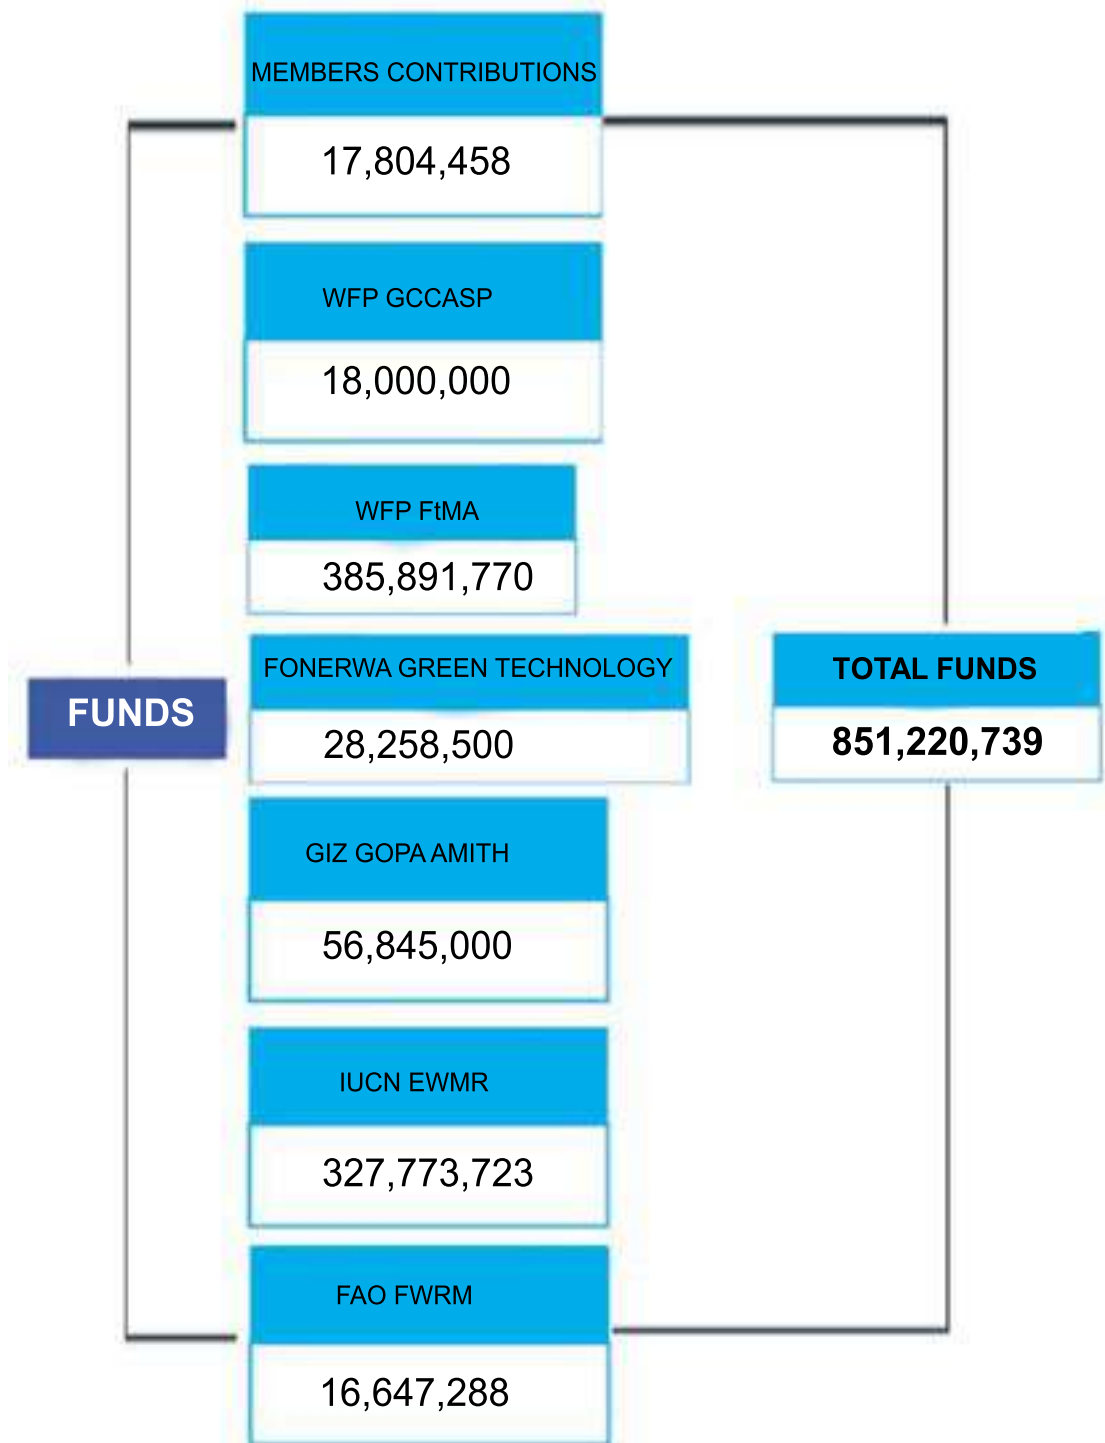 MEMBERS CONTRIBUTIONS
17,804,458
WFP GCCASP
18,000,000
WFP FtMA
385,891,770
FONERWA GREEN TECHNOLOGY
28,258,500
FUNDS
TOTAL FUNDS
851,220,739
GIZ GOPA AMITH
56,845,000
IUCN EWMR
327,773,723
FAO FWRM
16,647,288